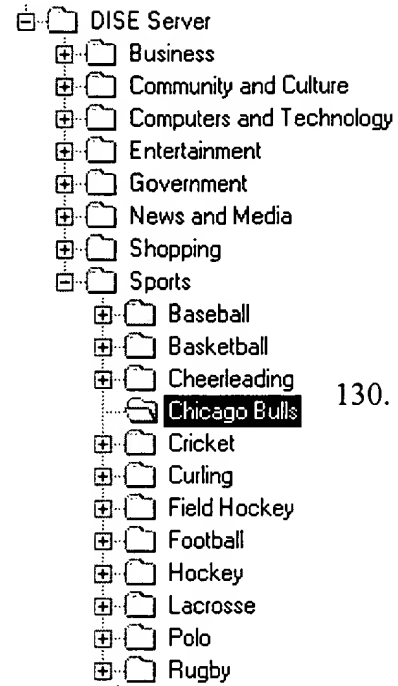 DISE Server
Business
Community and Culture
Computers and Technology
Entertainment
Government
News and Media
Shopping
Sports
Baseball
Basketball
Cheerleading
Chicago Bulls 130.
Cricket
Curling
Field Hockey
Football
Hockey
Lacrosse
Polo
Rugby